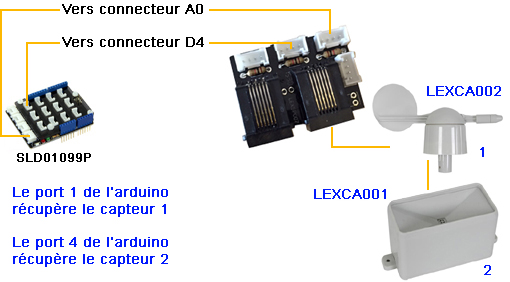 Vers connecteur A0
Vers connecteur D4
LEXCA002
SLD01099P
1
Le port 1 de l'arduino
récupère le capteur 1
LEXCA001
Le port 4 de l'arduino
récupère le capteur 2
2